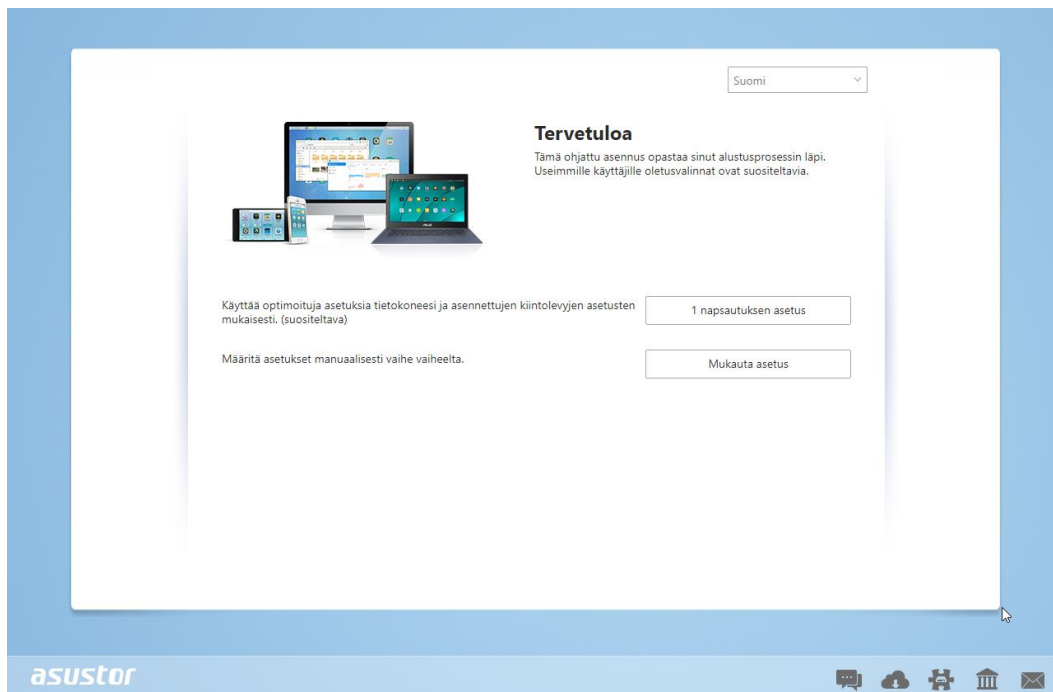 Suomi
Tervetuloa
Tämä ohjattu asennus opastaa sinut alustusprosessin läpi.
Useimmille käyttäjille oletusvalinnat ovat suositeltavia.
Käyttää optimoituja asetuksia tietokoneesi ja asennettujen kiintolevyjen asetusten
mukaisesti. (suositeltava)
1 napsautuksen asetus
Määritä asetukset manuaalisesti vaihe vaiheelta.
Mukauta asetus
asustor